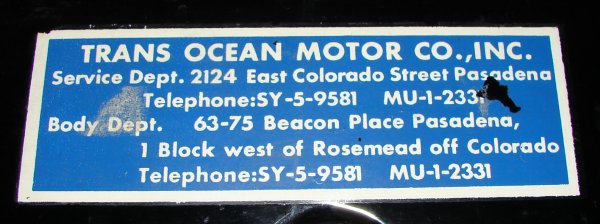 TRANS OCEAN MOTOR CO.,INC.
Service Dept. 2124 East Colorado Street Pasadena
Telephone:SY-5-9581 MU-1-2331
Body Dept. 63-75 Beacon Place Pasadena,
1 Block west of Rosemead off Colorado
Telephone:SY-5-9581 MU-1-2331